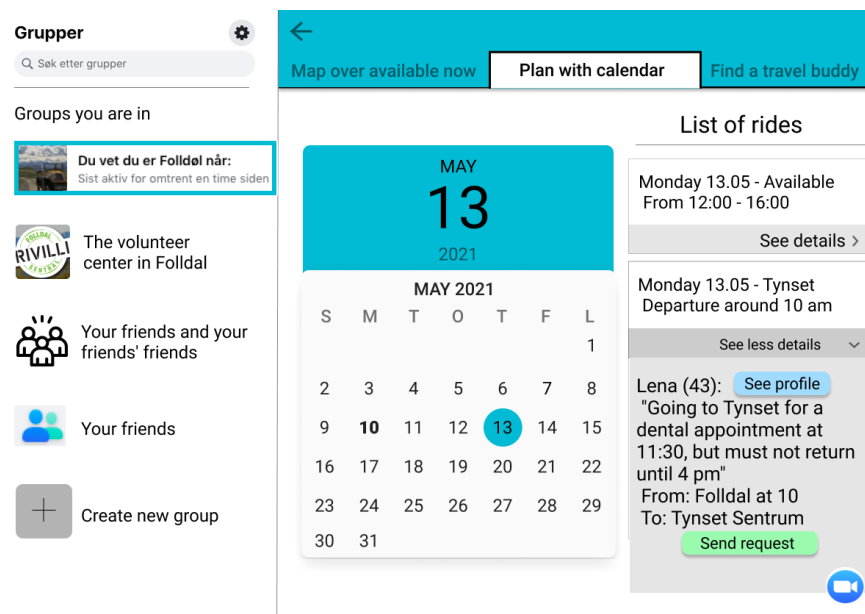 Grupper
Søk etter grupper
Groups you are in
Du vet du er Folldøl når:
Sist aktiv for omtrent en time siden
FOLLDAL
RIVILLI
SENTRAL
The volunteer
center in Folldal
Your friends and your
friends' friends
Your friends
Create new group
Map over available now
Plan with calendar
Find a travel buddy
MAY
13
2021
MAY 2021
S M T O T F L
1
2 3 4 5 6 7 8
9 10 11 12 13 14 15
16 17 18 19 20 21 22
23 24 25 26 27 28 29
30 31
List of rides
Monday 13.05 - Available
From 12:00 - 16:00
See details >
Monday 13.05 - Tynset
Departure around 10 am
See less details
Lena (43): See profile
"Going to Tynset for a
dental appointment at
11:30, but must not return
until 4 pm"
From: Folldal at 10
To: Tynset Sentrum
Send request